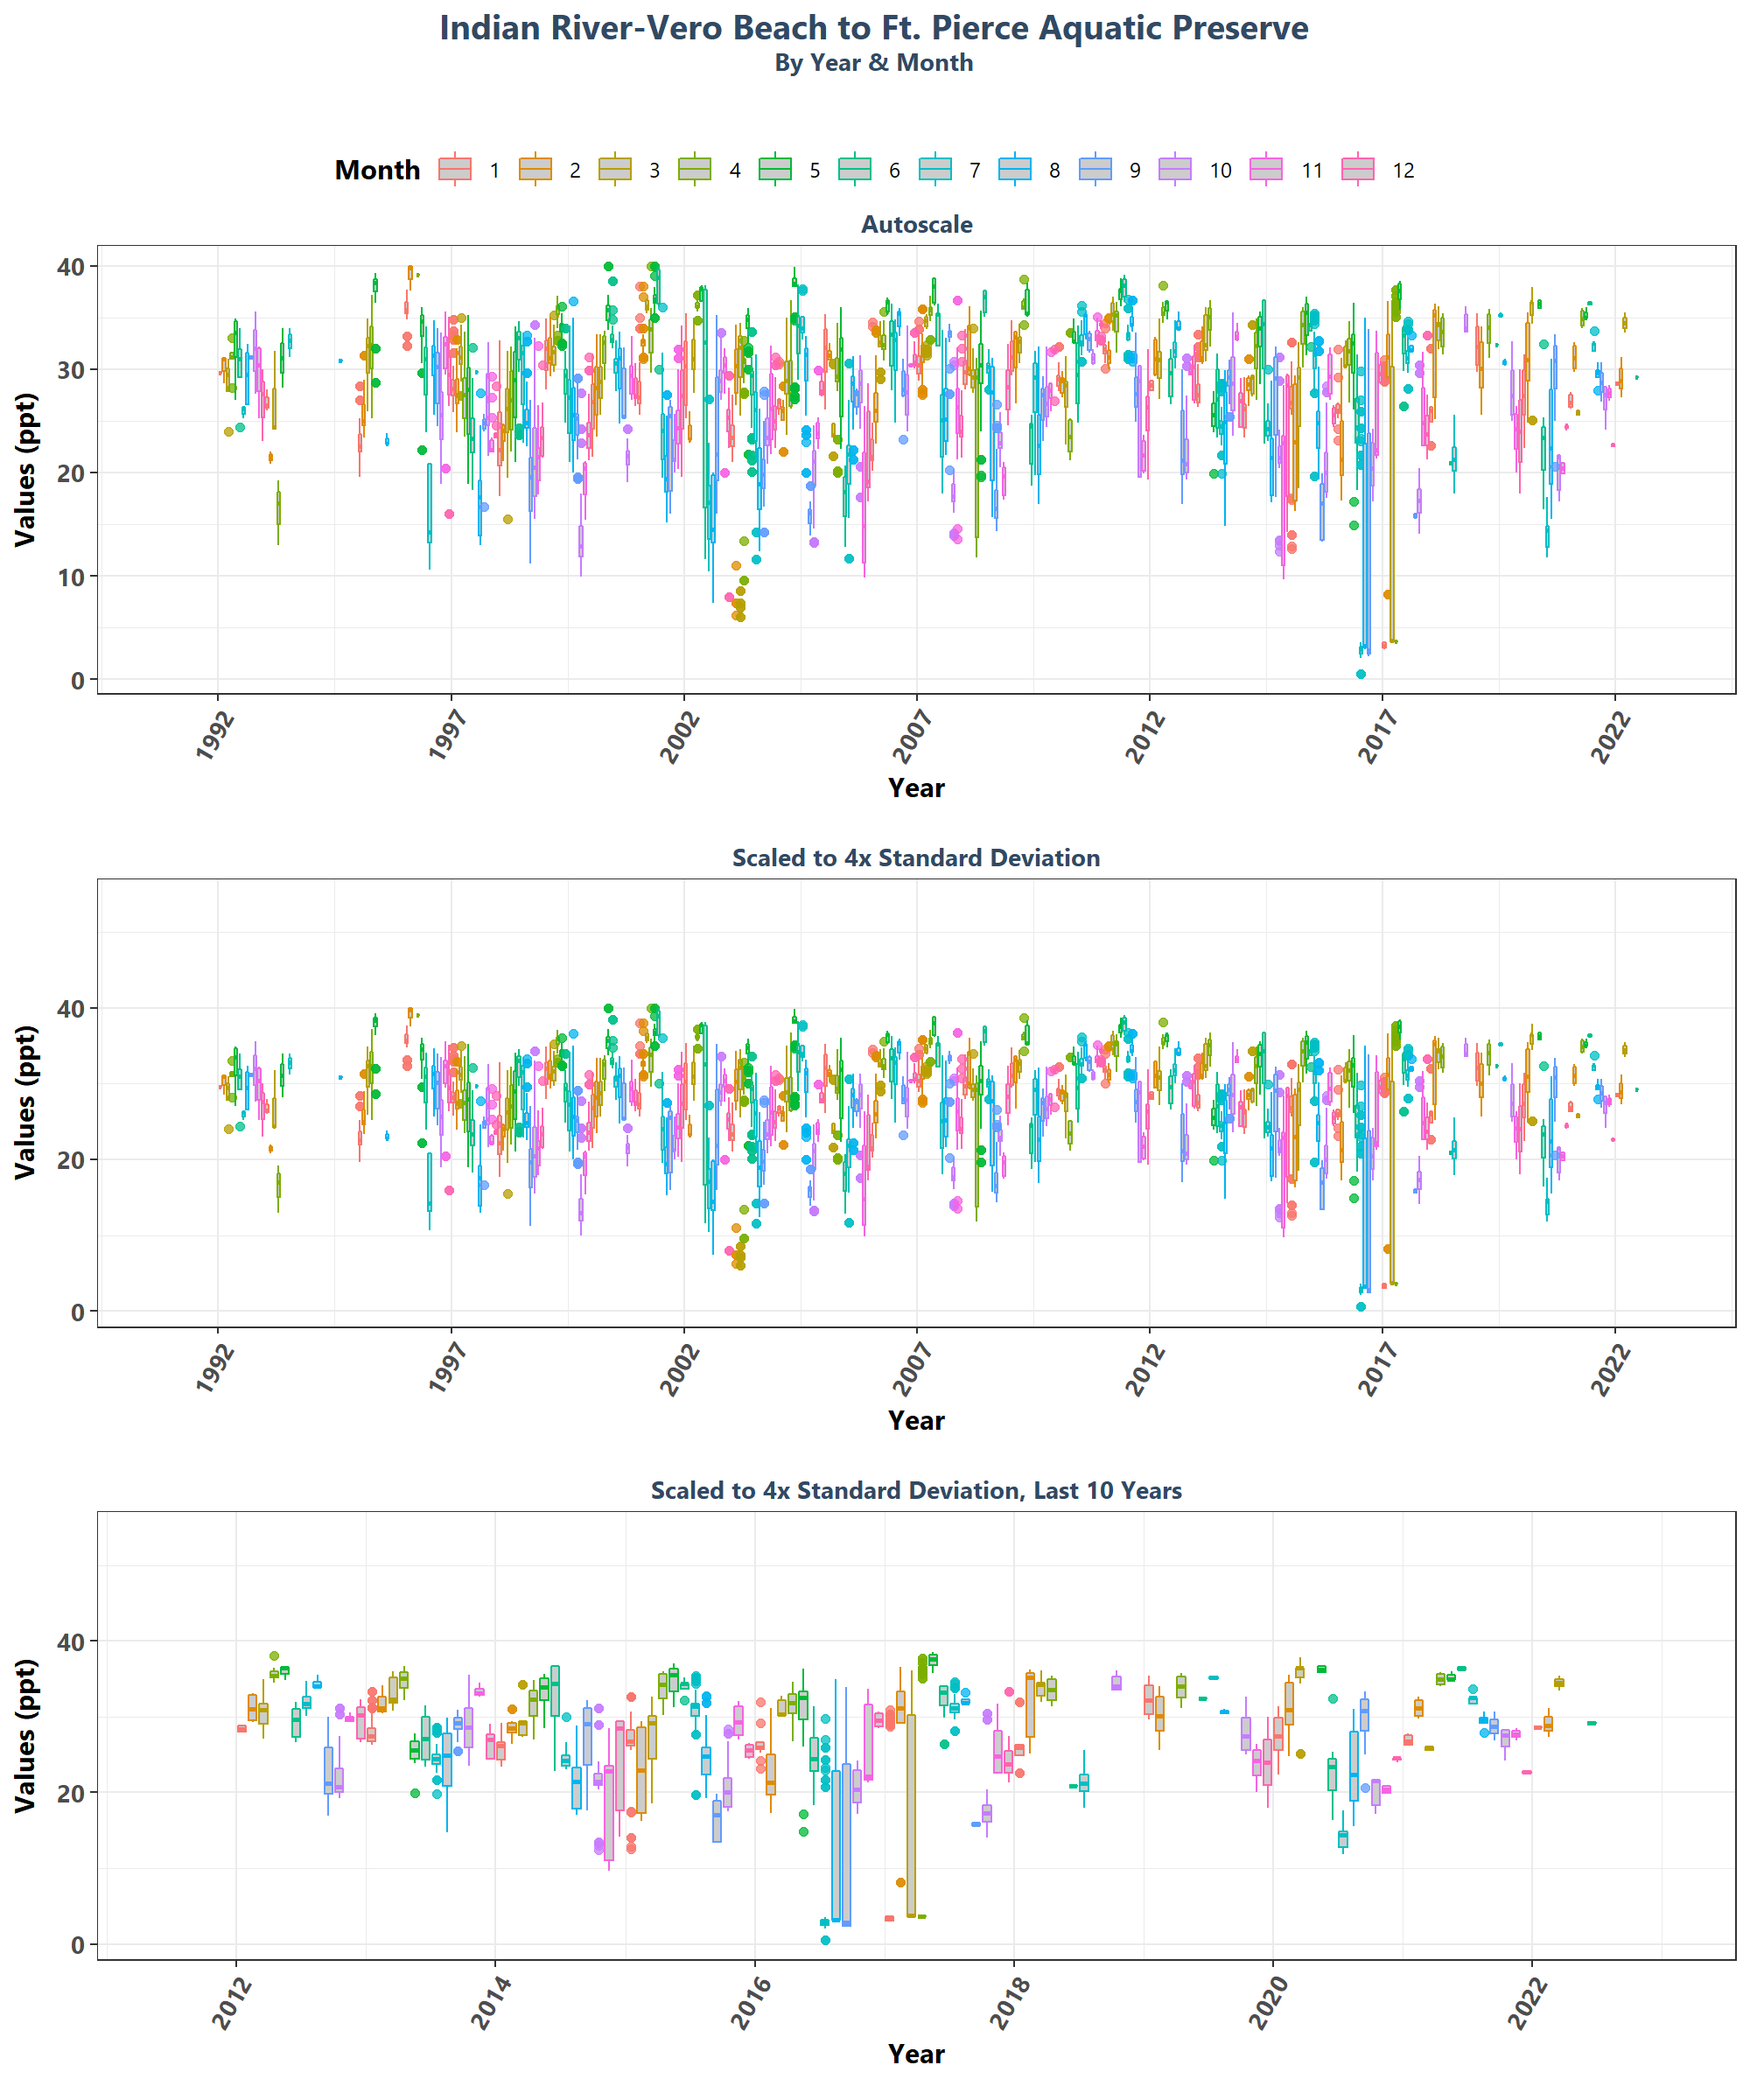 Indian River-Vero Beach to Ft. Pierce Aquatic Preserve
By Year & Month
Month 1 2 3 4 5 6 7 8 9 10 11 12
Autoscale
Values (ppt)
40
30
20
10
0
1992 1997 2002 2007 2012 2017 2022
Year
Scaled to 4x Standard Deviation
Values (ppt)
40
20
0
1992 1997 2002 2007 2012 2017 2022
Year
Scaled to 4x Standard Deviation, Last 10 Years
Values (ppt)
40
20
0
2012 2014 2016 2018 2020 2022
Year